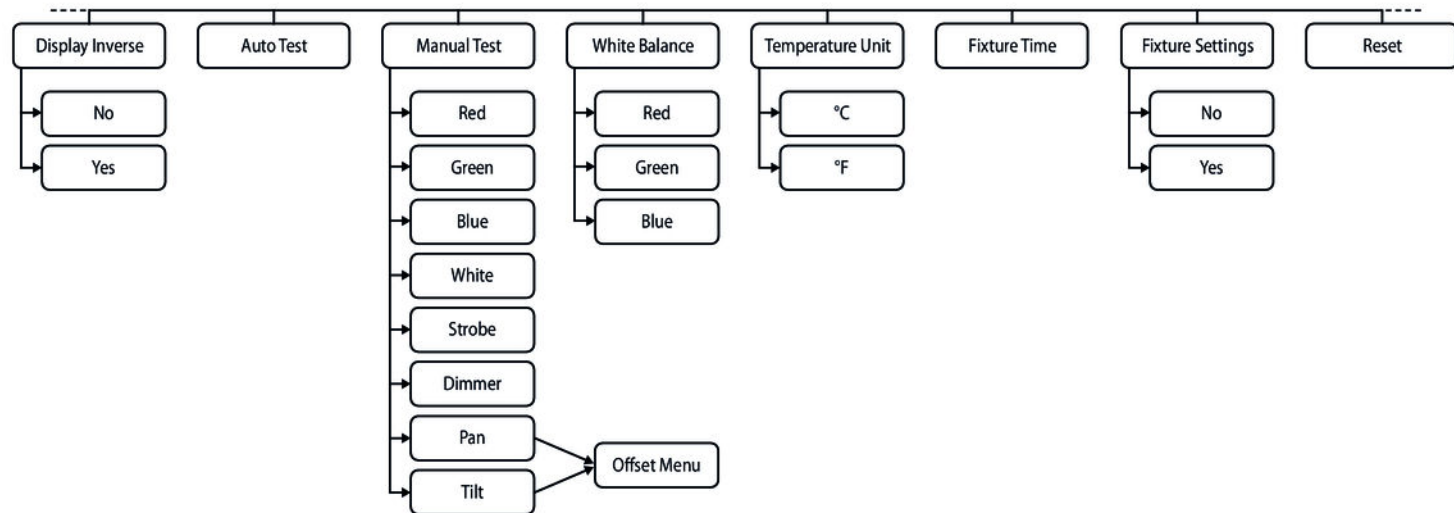 Display Inverse
Auto Test
Manual Test
White Balance
Temperature Unit
Fixture Time
Fixture Settings
Reset
No
Yes
Red
Green
Blue
White
Strobe
Dimmer
Pan
Tilt
Offset Menu
Red
Green
Blue
°C
°F
No
Yes